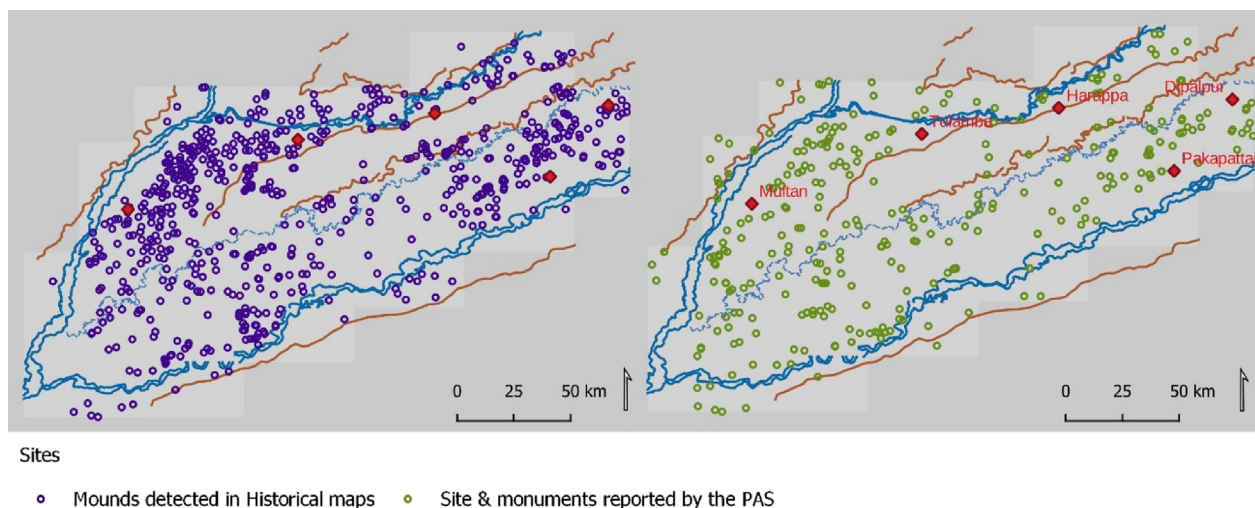 Harappa
Dipalpur
Tulamba
Pakapattan
Multan
0 25 50 km
0 25 50 km
Sites
Mounds detected in Historical maps
Site & monuments reported by the PAS